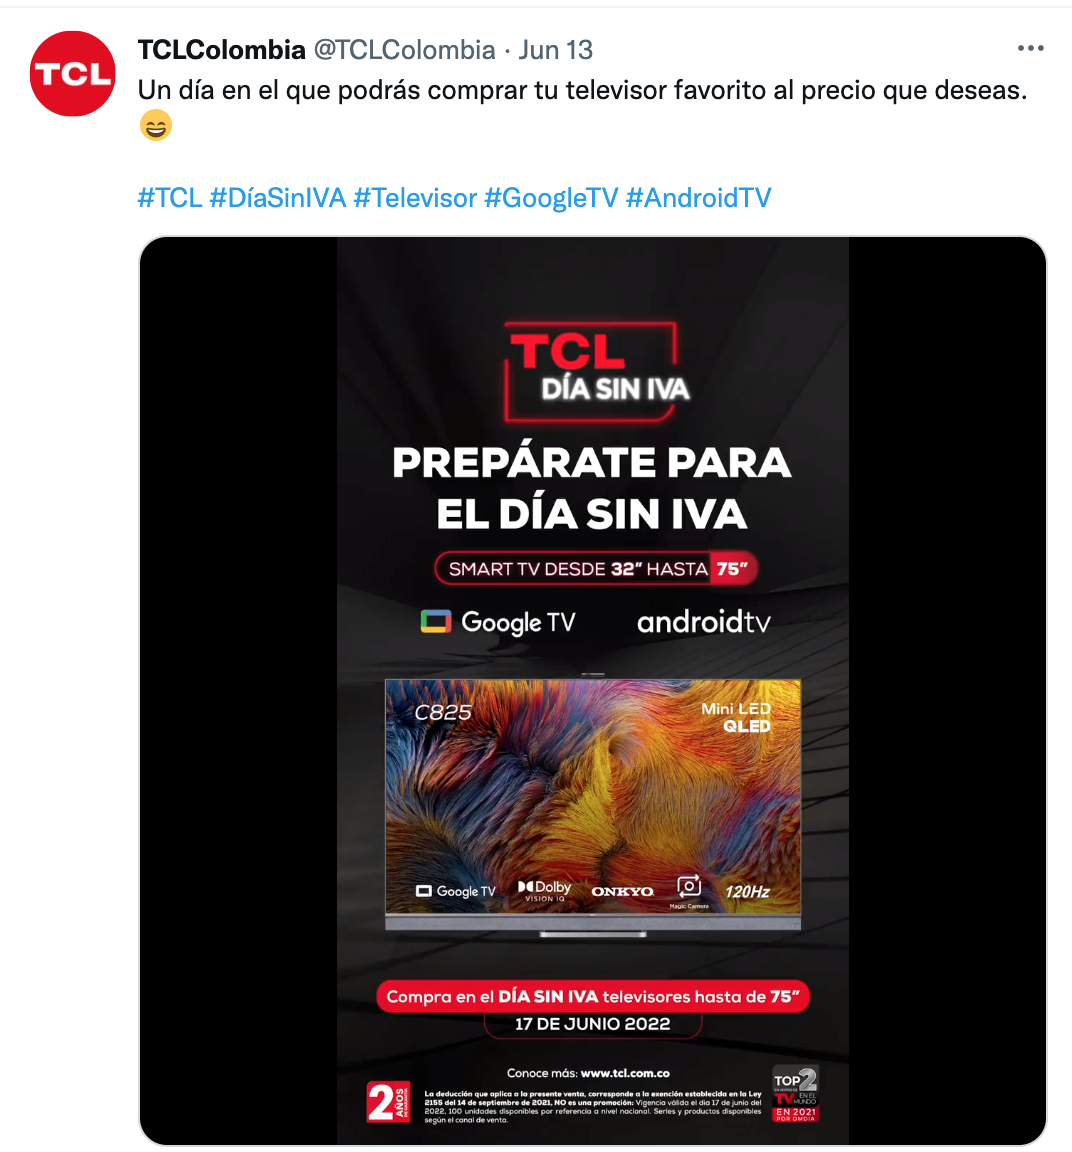 TCL
TCLColombia @TCLColombia · Jun 13
Un día en el que podrás comprar tu televisor favorito al precio que deseas.
😄
#TCL #DíaSinIVA #Televisor #GoogleTV #AndroidTV
TCL
DÍA SIN IVA
PREPÁRATE PARA
EL DÍA SIN IVA
SMART TV DESDE 32” HASTA 75”
Google TV androidtv
C825
Mini LED
QLED
Google TV
Dolby
VISION IQ
ONKYO
Magic Camera
120Hz
Compra en el DÍA SIN IVA televisores hasta de 75”
17 DE JUNIO 2022
Conoce más: www.tcl.com.co
2 AÑOS DE GARANTÍA
La deducción que aplica a la presente venta, corresponde a la exención establecida en la Ley
2155 del 14 de septiembre de 2021, NO es una promoción: Vigencia válida el dia 17 de junio del
2022, 100 unidades disponibles por referencia a nivel nacional. Series y productos disponibles
según el canal de venta.
TOP 2
TV EN EL
MUNDO
EN 2021
POR OMDIA